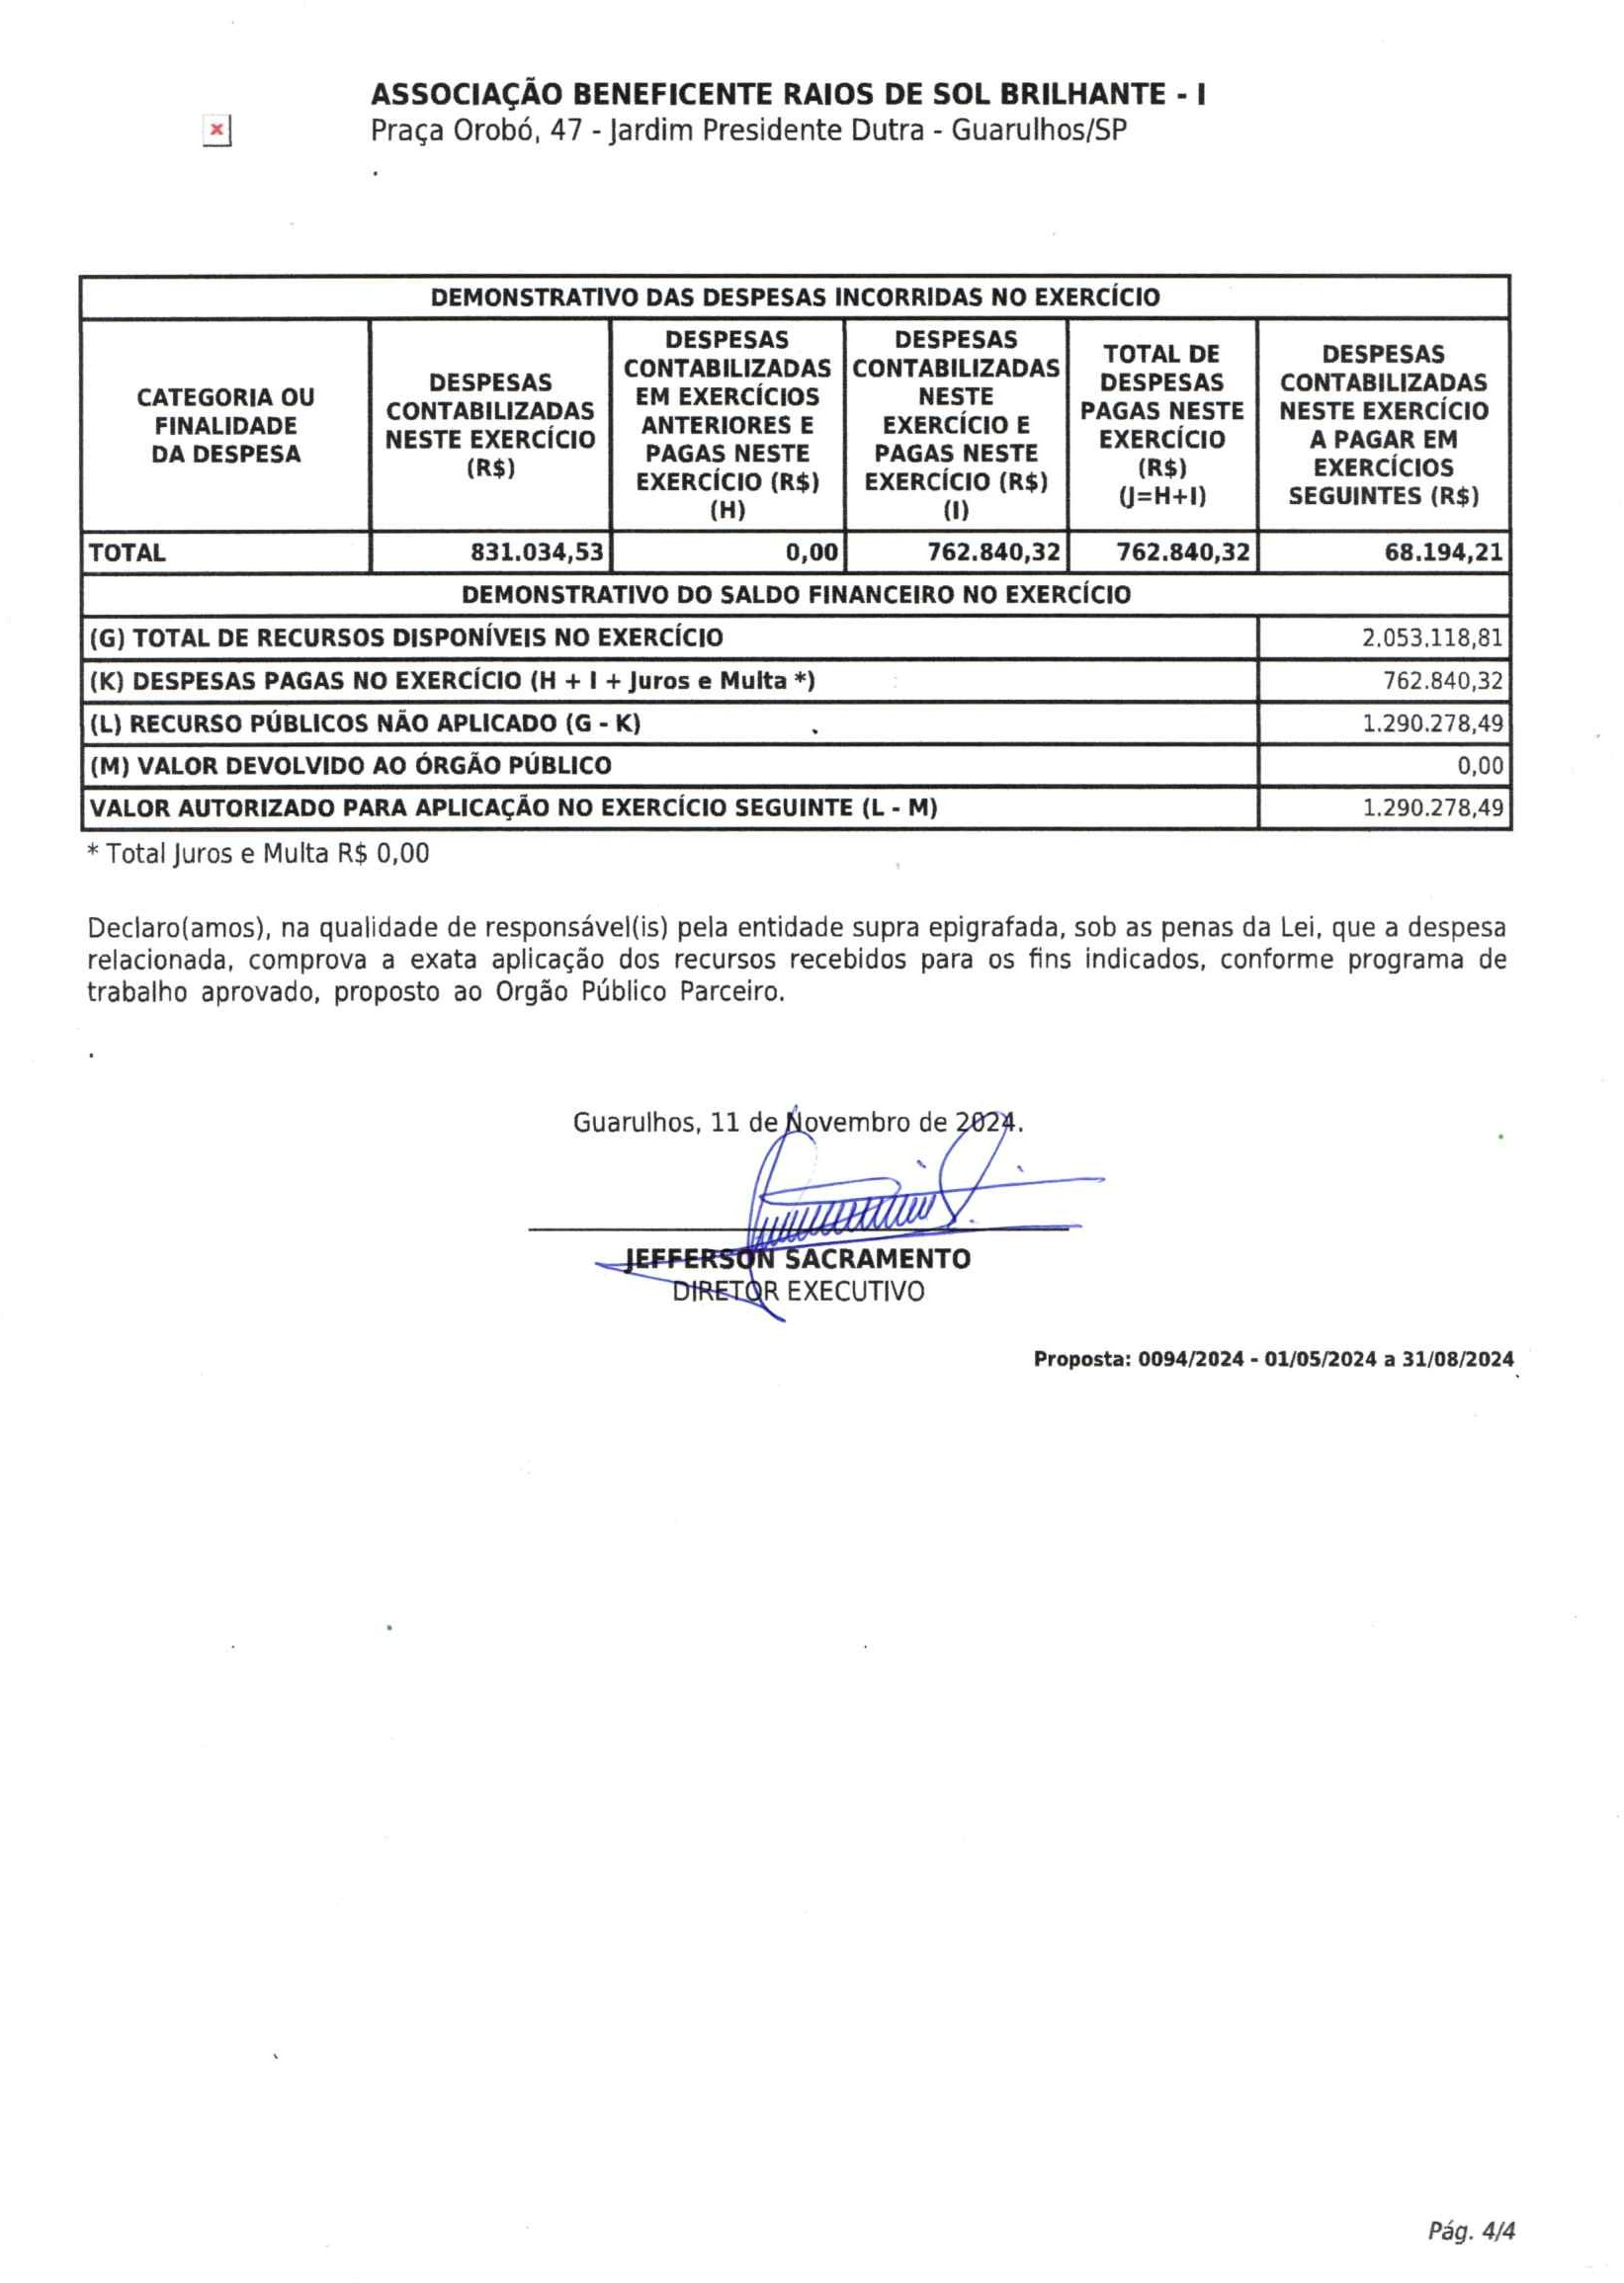 ASSOCIAÇÃO BENEFICENTE RAIOS DE SOL BRILHANTE - I
Praça Orobó, 47 - Jardim Presidente Dutra - Guarulhos/SP
DEMONSTRATIVO DAS DESPESAS INCORRIDAS NO EXERCÍCIO
CATEGORIA OU
FINALIDADE
DA DESPESA
DESPESAS
CONTABILIZADAS
NESTE EXERCÍCIO
(R$)
DESPESAS
CONTABILIZADAS
EM EXERCÍCIOS
ANTERIORES E
PAGAS NESTE
EXERCÍCIO (R$)
(H)
DESPESAS
CONTABILIZADAS
NESTE
EXERCÍCIO E
PAGAS NESTE
EXERCÍCIO (R$)
(I)
TOTAL DE
DESPESAS
PAGAS NESTE
EXERCÍCIO
(R$)
(J=H+I)
DESPESAS
CONTABILIZADAS
NESTE EXERCÍCIO
A PAGAR EM
EXERCÍCIOS
SEGUINTES (R$)
TOTAL 831.034,53 0,00 762.840,32 762.840,32 68.194,21
DEMONSTRATIVO DO SALDO FINANCEIRO NO EXERCÍCIO
(G) TOTAL DE RECURSOS DISPONÍVEIS NO EXERCÍCIO 2.053.118,81
(K) DESPESAS PAGAS NO EXERCÍCIO (H + I + Juros e Multa *) 762.840,32
(L) RECURSO PÚBLICOS NÃO APLICADO (G - K) 1.290.278,49
(M) VALOR DEVOLVIDO AO ÓRGÃO PÚBLICO 0,00
VALOR AUTORIZADO PARA APLICAÇÃO NO EXERCÍCIO SEGUINTE (L - M) 1.290.278,49
* Total Juros e Multa R$ 0,00
Declaro(amos), na qualidade de responsável(is) pela entidade supra epigrafada, sob as penas da Lei, que a despesa
relacionada, comprova a exata aplicação dos recursos recebidos para os fins indicados, conforme programa de
trabalho aprovado, proposto ao Orgão Público Parceiro.
Guarulhos, 11 de Novembro de 2024.
JEFFERSON SACRAMENTO
DIRETOR EXECUTIVO
Proposta: 0094/2024 - 01/05/2024 a 31/08/2024
Pág. 4/4